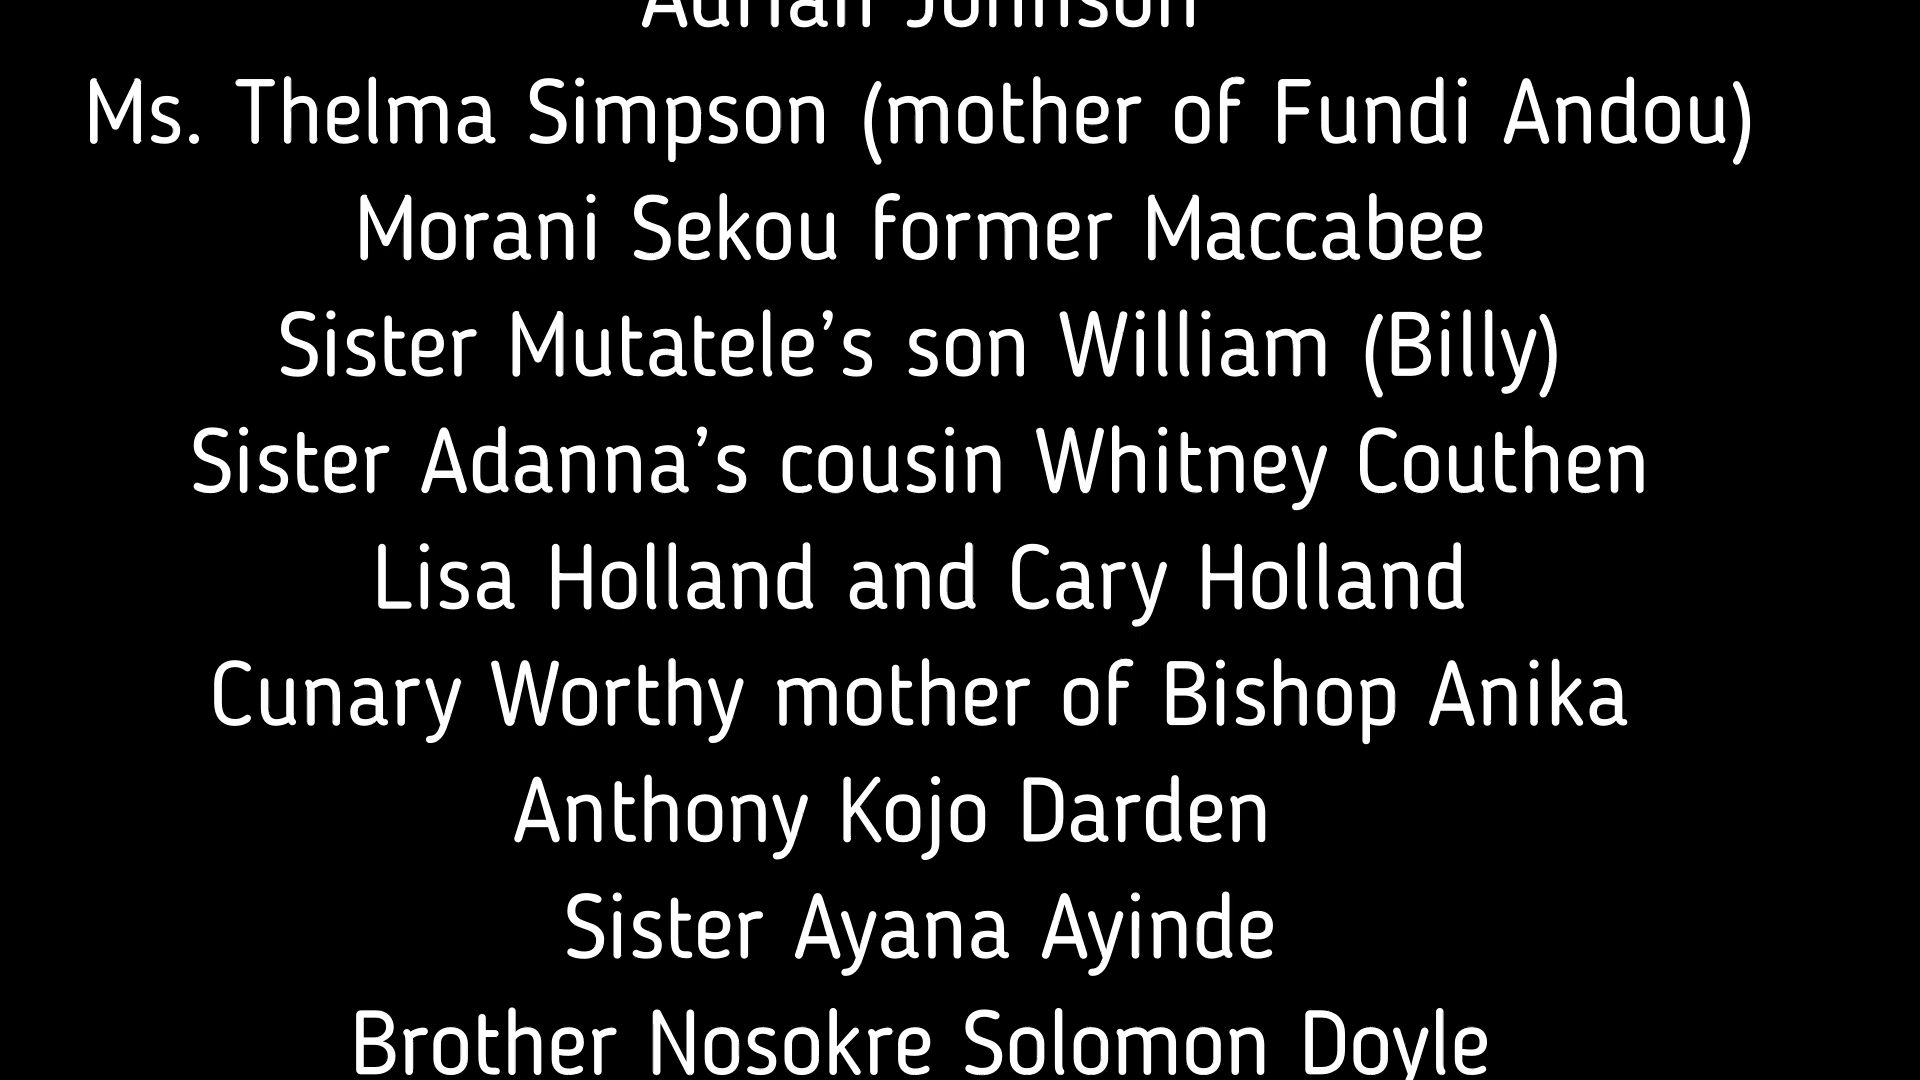 Adrian Johnson
Ms. Thelma Simpson (mother of Fundi Andou)
Morani Sekou former Maccabee
Sister Mutatele’s son William (Billy)
Sister Adanna’s cousin Whitney Couthen
Lisa Holland and Cary Holland
Cunary Worthy mother of Bishop Anika
Anthony Kojo Darden
Sister Ayana Ayinde
Brother Nosokre Solomon Doyle